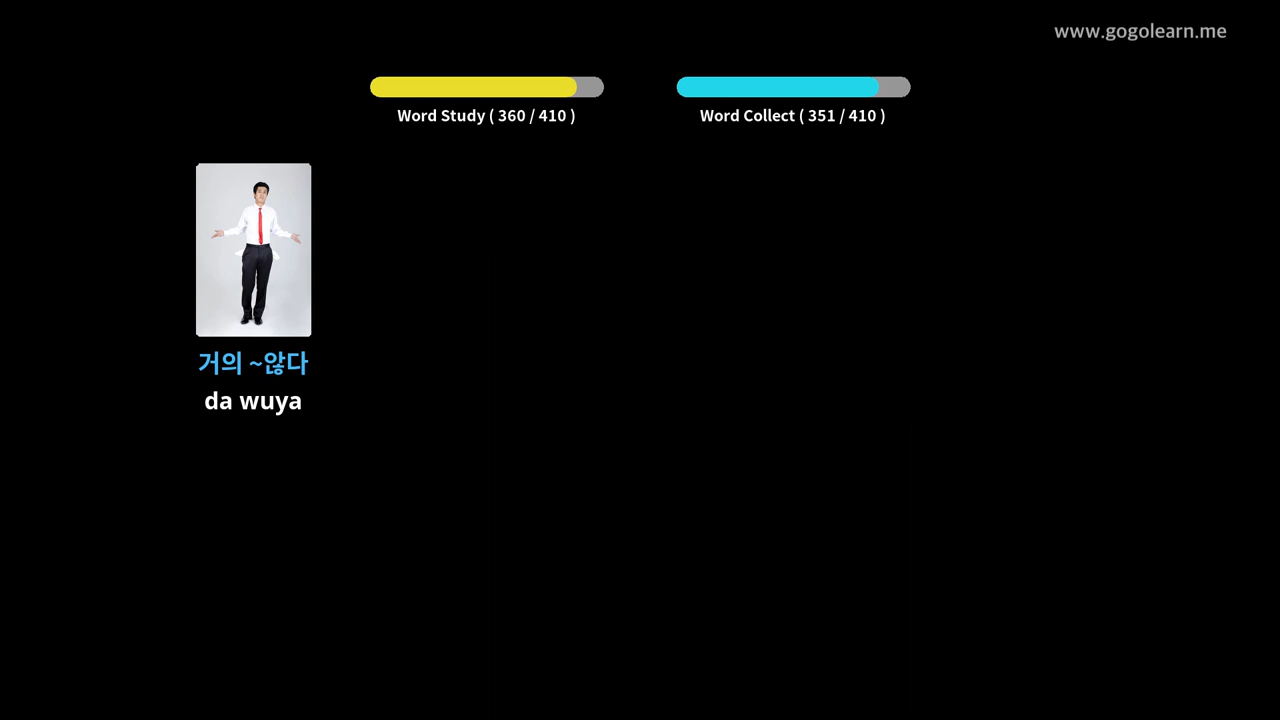 www.gogolearn.me
Word Study ( 360 / 410 )
Word Collect ( 351 / 410 )
거의 ~않다
da wuya